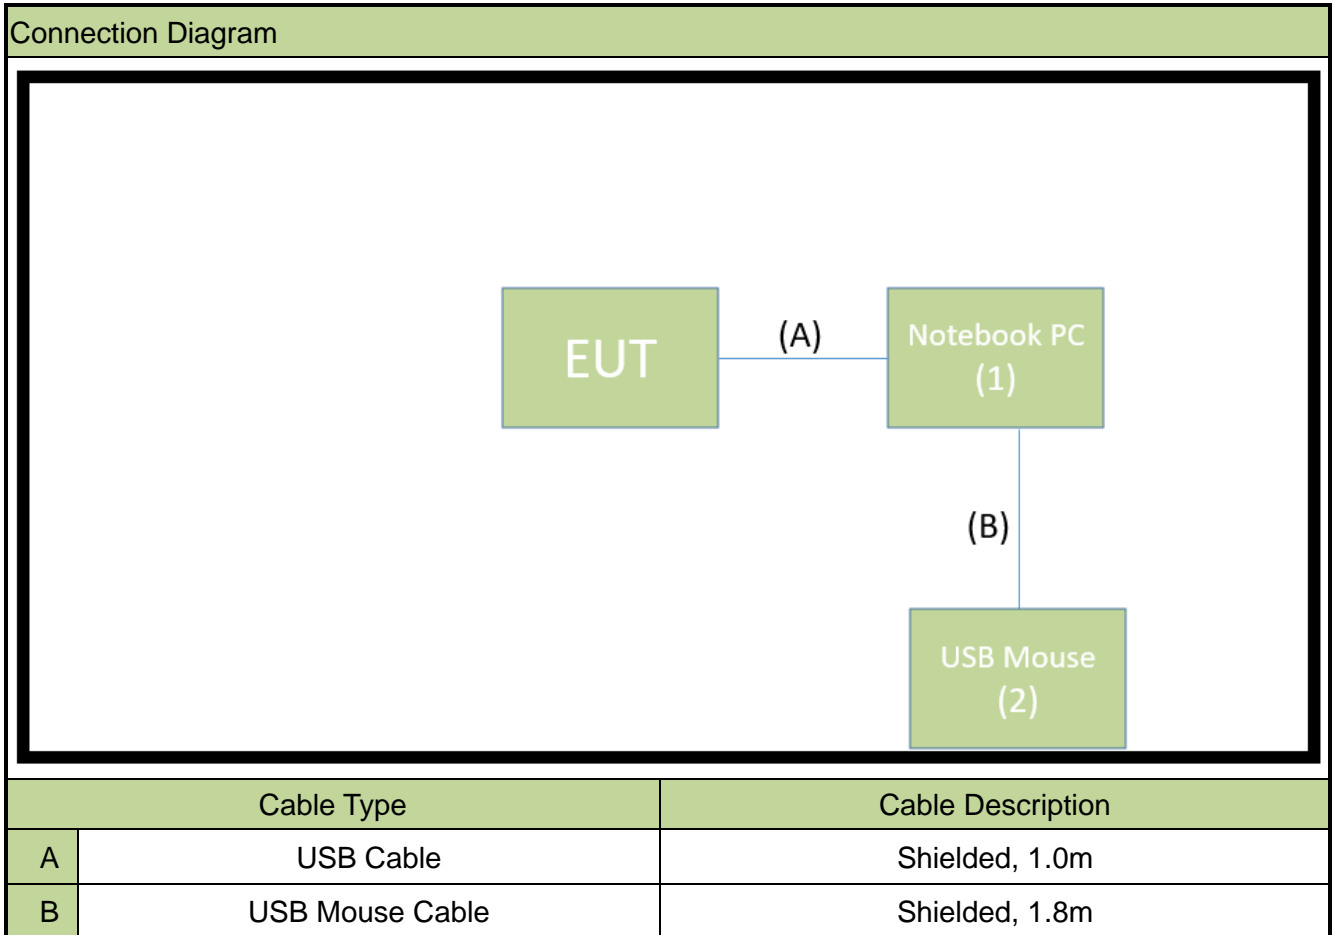 Connection Diagram
EUT
(A)
Notebook PC
(1)
(B)
USB Mouse
(2)
Cable Type Cable Description
A USB Cable Shielded, 1.0m
B USB Mouse Cable Shielded, 1.8m